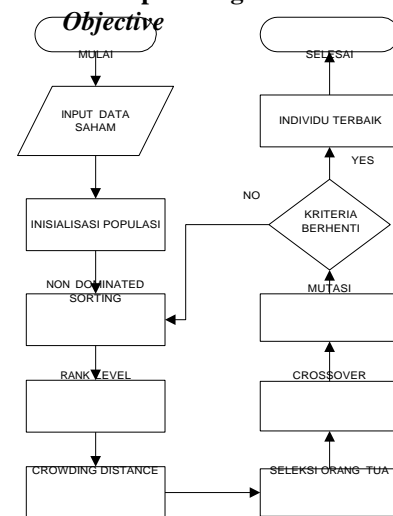 Objective
MULAI
INPUT DATA
SAHAM
INISIALISASI POPULASI
NON DOMINATED
SORTING
RANK LEVEL
CROWDING DISTANCE
SELEKSI ORANG TUA
CROSSOVER
MUTASI
KRITERIA
BERHENTI
NO
YES
INDIVIDU TERBAIK
SELESAI